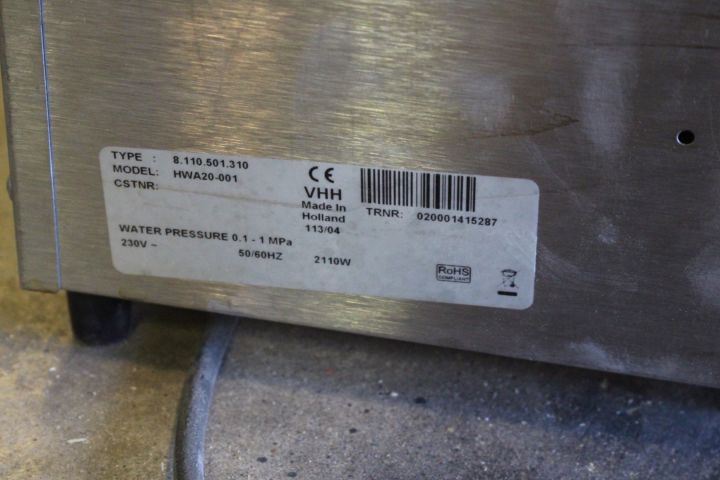 TYPE : 8.110.501.310
MODEL: HWA20-001
CSTNR:
CE
VHH
Made In
Holland
113/04
TRNR: 020001415287
WATER PRESSURE 0.1 - 1 MPa
230V ~ 50/60HZ 2110W
RoHS
COMPLIANT